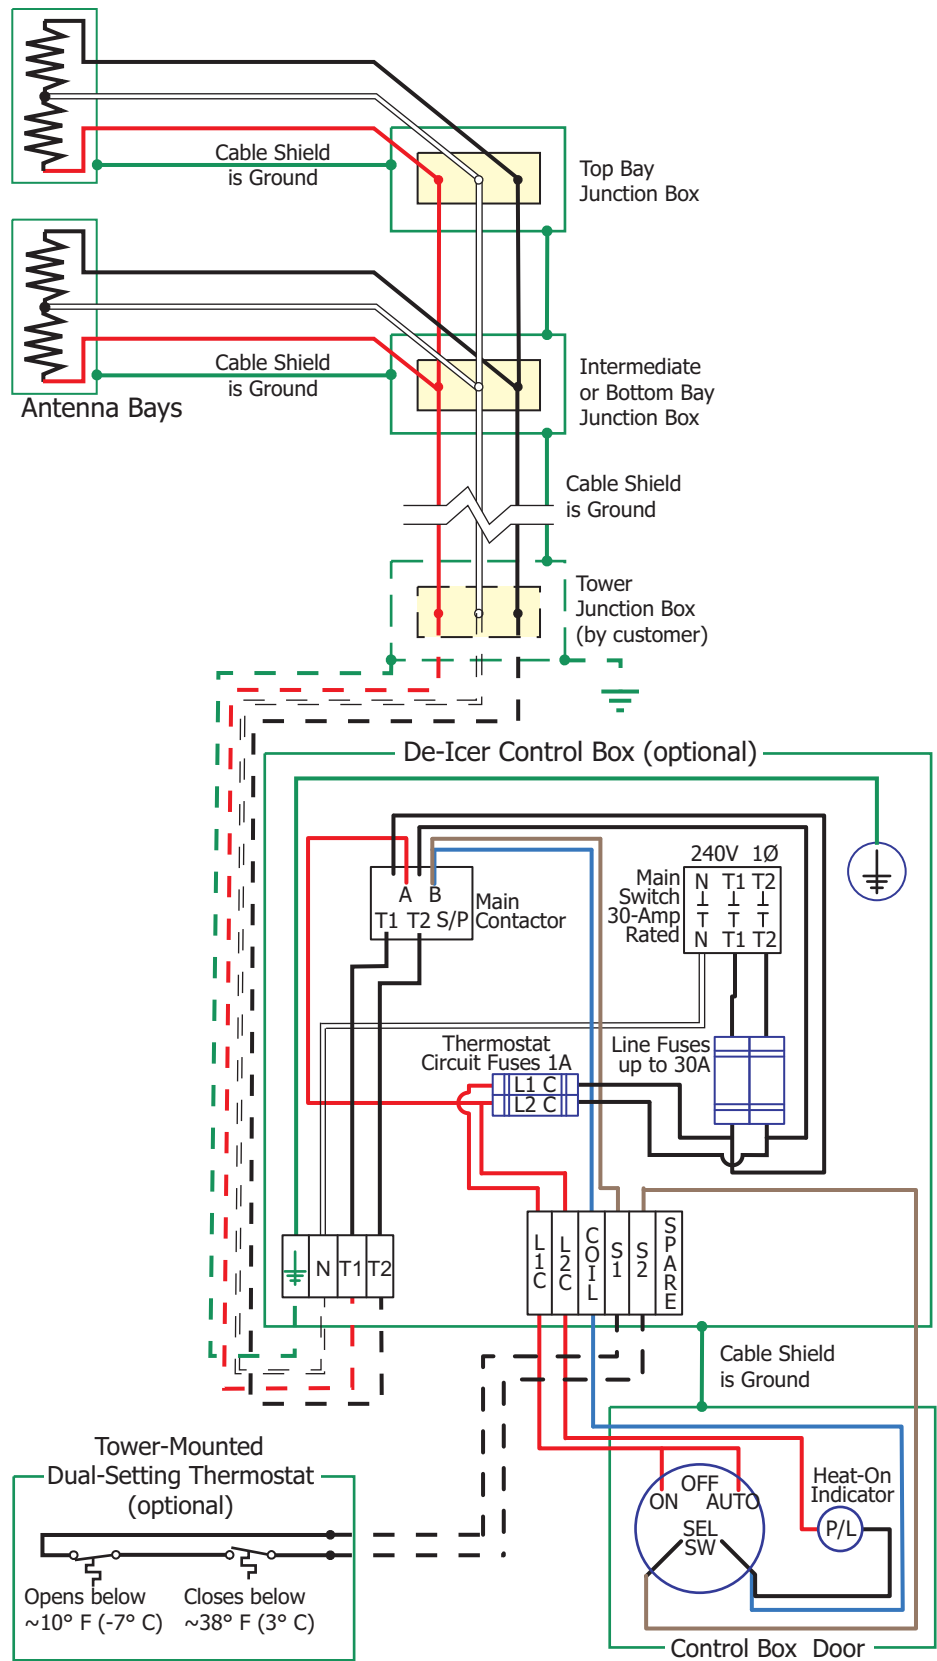 Cable Shield
is Ground
Top Bay
Junction Box
Cable Shield
is Ground
Intermediate
or Bottom Bay
Junction Box
Antenna Bays
Cable Shield
is Ground
Tower
Junction Box
(by customer)
De-Icer Control Box (optional)
240V 1Ø
Main
Switch
30-Amp
Rated
N T1 T2
N T1 T2
A B
T1 T2 S/P
Main
Contactor
Thermostat
Circuit Fuses 1A
L1 C
L2 C
Line Fuses
up to 30A
N T1 T2
L1C
L2C
COIL
S1
S2
SPARE
Cable Shield
is Ground
Tower-Mounted
Dual-Setting Thermostat
(optional)
Opens below
~10° F (-7° C)
Closes below
~38° F (3° C)
OFF
ON AUTO
SEL
SW
Heat-On
Indicator
P/L
Control Box Door